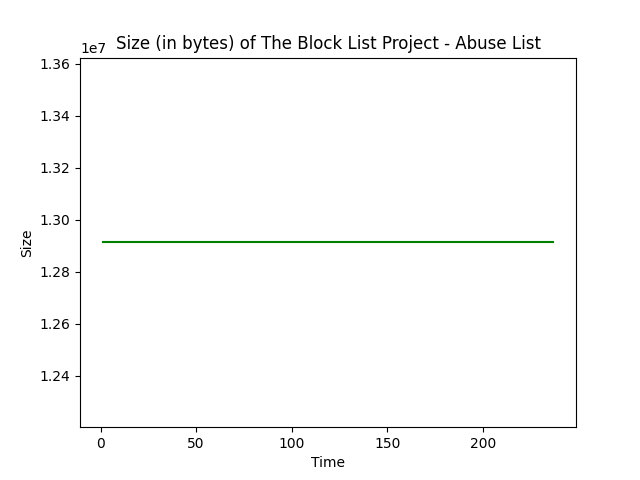 Size (in bytes) of The Block List Project - Abuse List
1e7
1.36
1.34
1.32
1.30
1.28
1.26
1.24
Size
0 50 100 150 200
Time